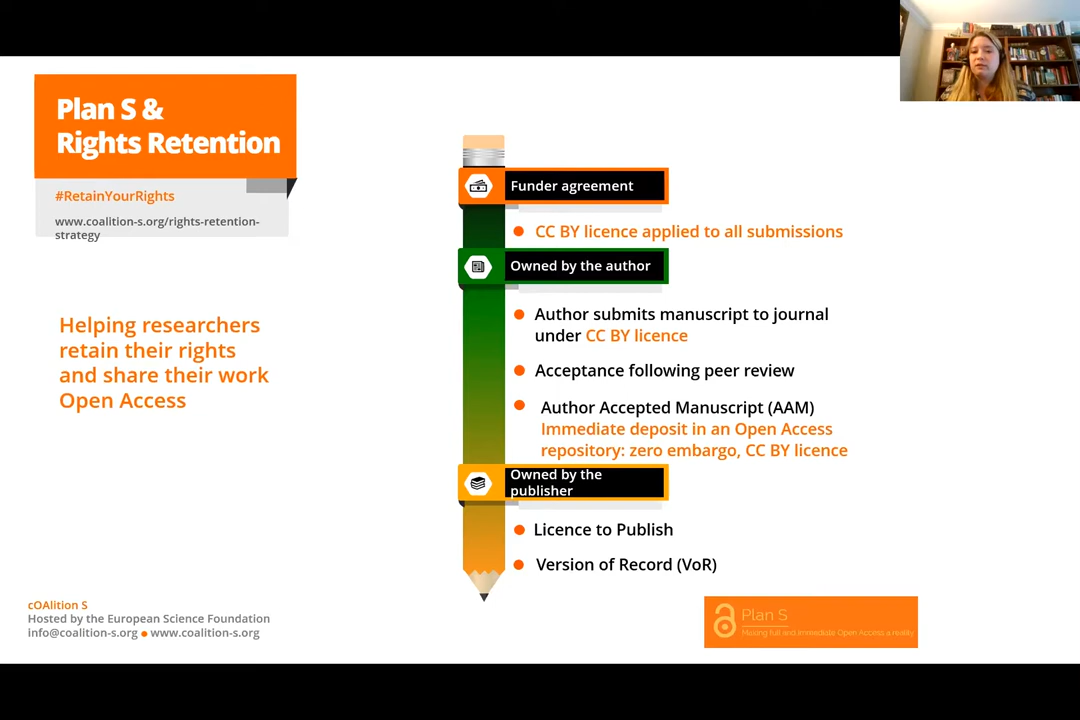 Plan S &
Rights Retention
#RetainYourRights
www.coalition-s.org/rights-retention-
strategy
Helping researchers
retain their rights
and share their work
Open Access
Funder agreement
CC BY licence applied to all submissions
Owned by the author
Author submits manuscript to journal
under CC BY licence
Acceptance following peer review
Author Accepted Manuscript (AAM)
Immediate deposit in an Open Access
repository: zero embargo, CC BY licence
Owned by the
publisher
Licence to Publish
Version of Record (VoR)
cOAlition S
Hosted by the European Science Foundation
info@coalition-s.org • www.coalition-s.org
Plan S
Making full and immediate Open Access a reality